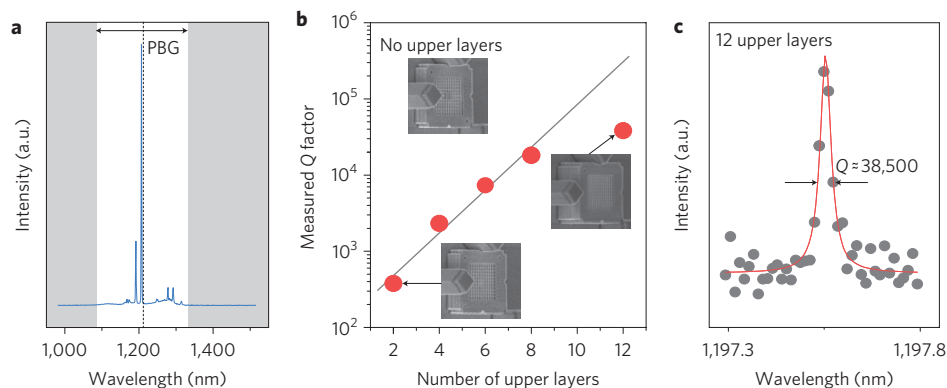 a
PBG
Intensity (a.u.)
1,000
1,200
1,400
Wavelength (nm)
b
No upper layers
Measured Q factor
10⁶
10⁵
10⁴
10³
10²
2
4
6
8
10
12
Number of upper layers
c
12 upper layers
Q ≈ 38,500
Intensity (a.u.)
1,197.3
1,197.8
Wavelength (nm)